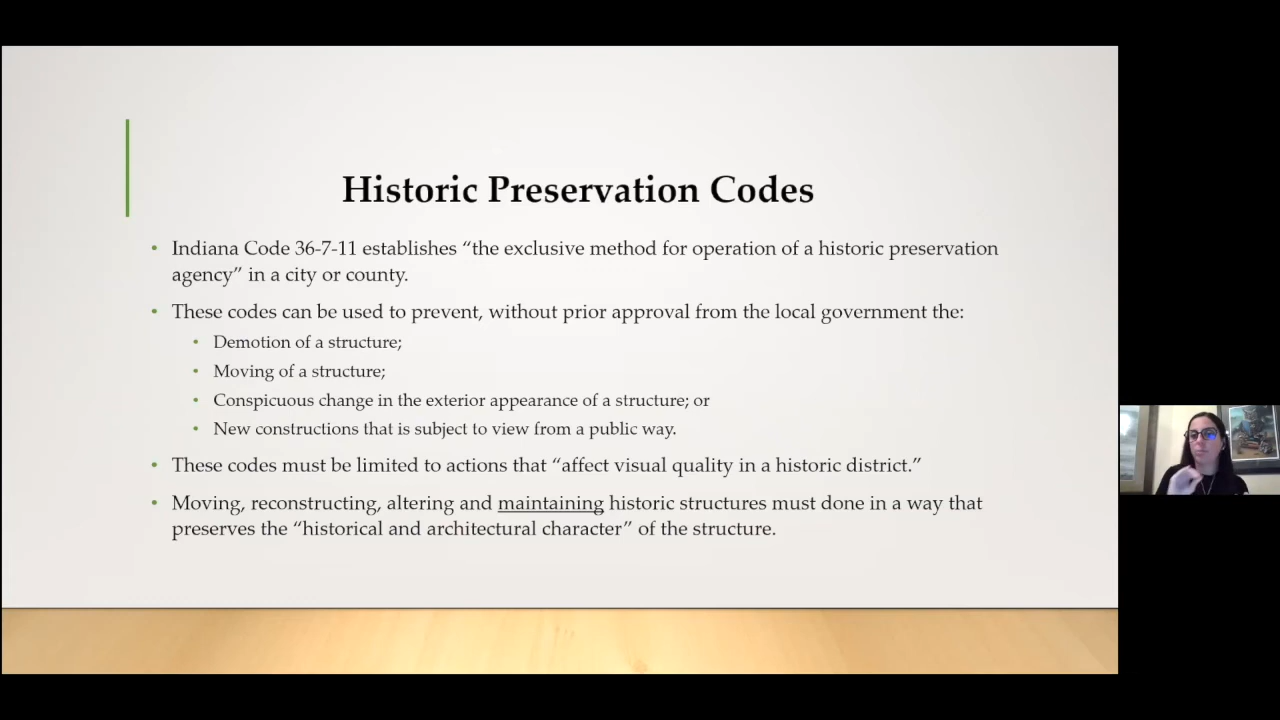 Historic Preservation Codes
• Indiana Code 36-7-11 establishes “the exclusive method for operation of a historic preservation
agency” in a city or county.
• These codes can be used to prevent, without prior approval from the local government the:
• Demotion of a structure;
• Moving of a structure;
• Conspicuous change in the exterior appearance of a structure; or
• New constructions that is subject to view from a public way.
• These codes must be limited to actions that “affect visual quality in a historic district.”
• Moving, reconstructing, altering and maintaining historic structures must done in a way that
preserves the “historical and architectural character” of the structure.